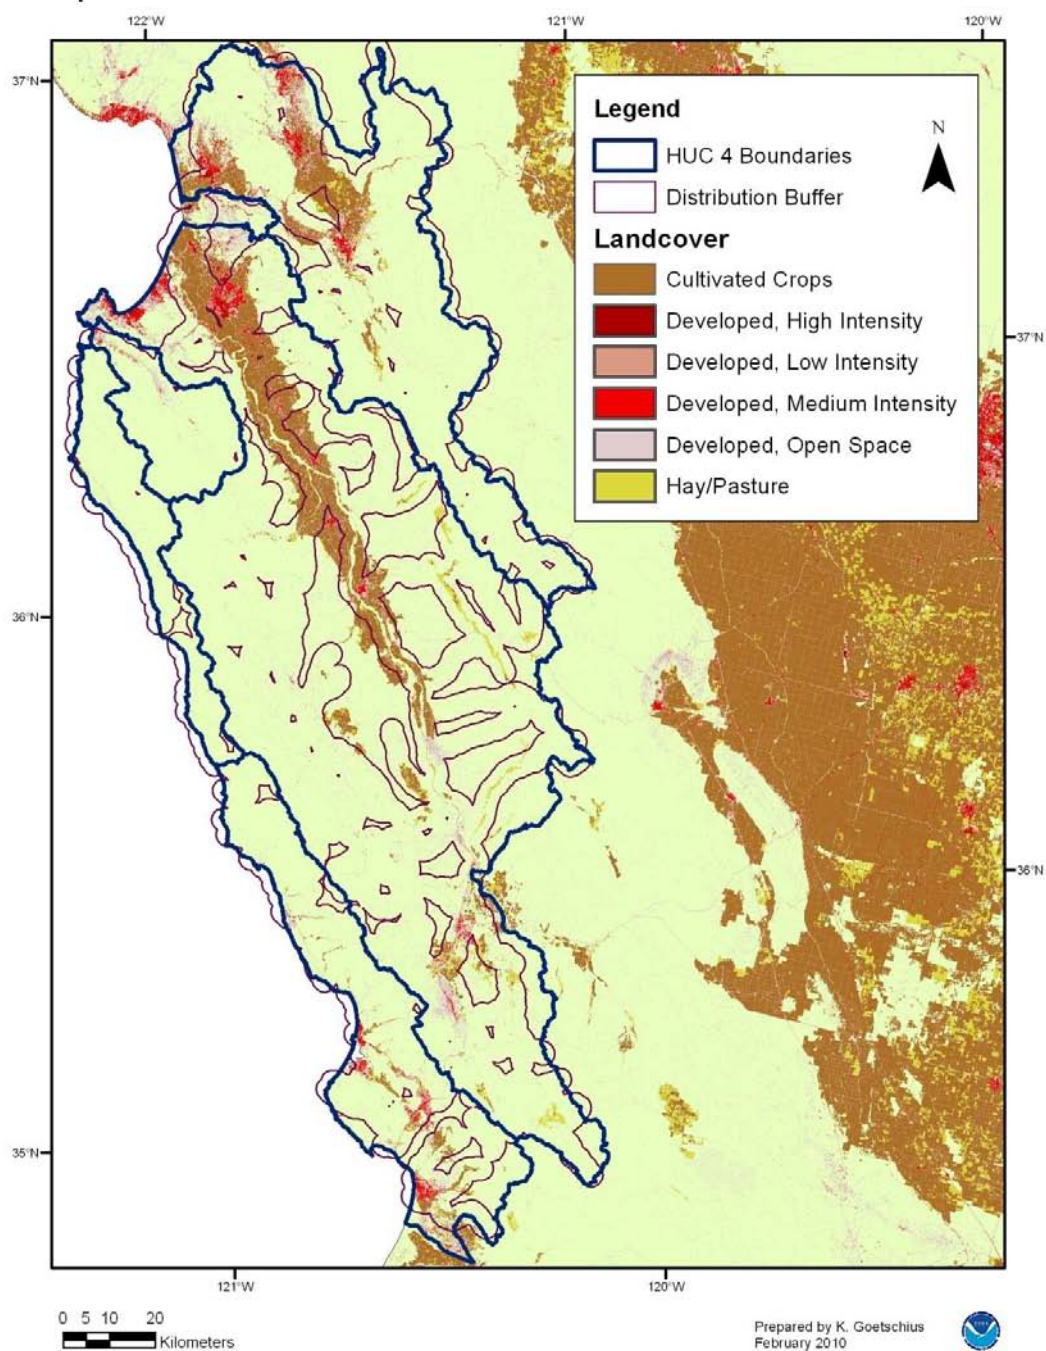 122°W
121°W
120°W
37°N
Legend
N
HUC 4 Boundaries
Distribution Buffer
Landcover
Cultivated Crops
Developed, High Intensity
37°N
Developed, Low Intensity
Developed, Medium Intensity
Developed, Open Space
Hay/Pasture
36°N
36°N
35°N
121°W
120°W
0 5 10 20
Kilometers
Prepared by K. Goetschius
February 2010